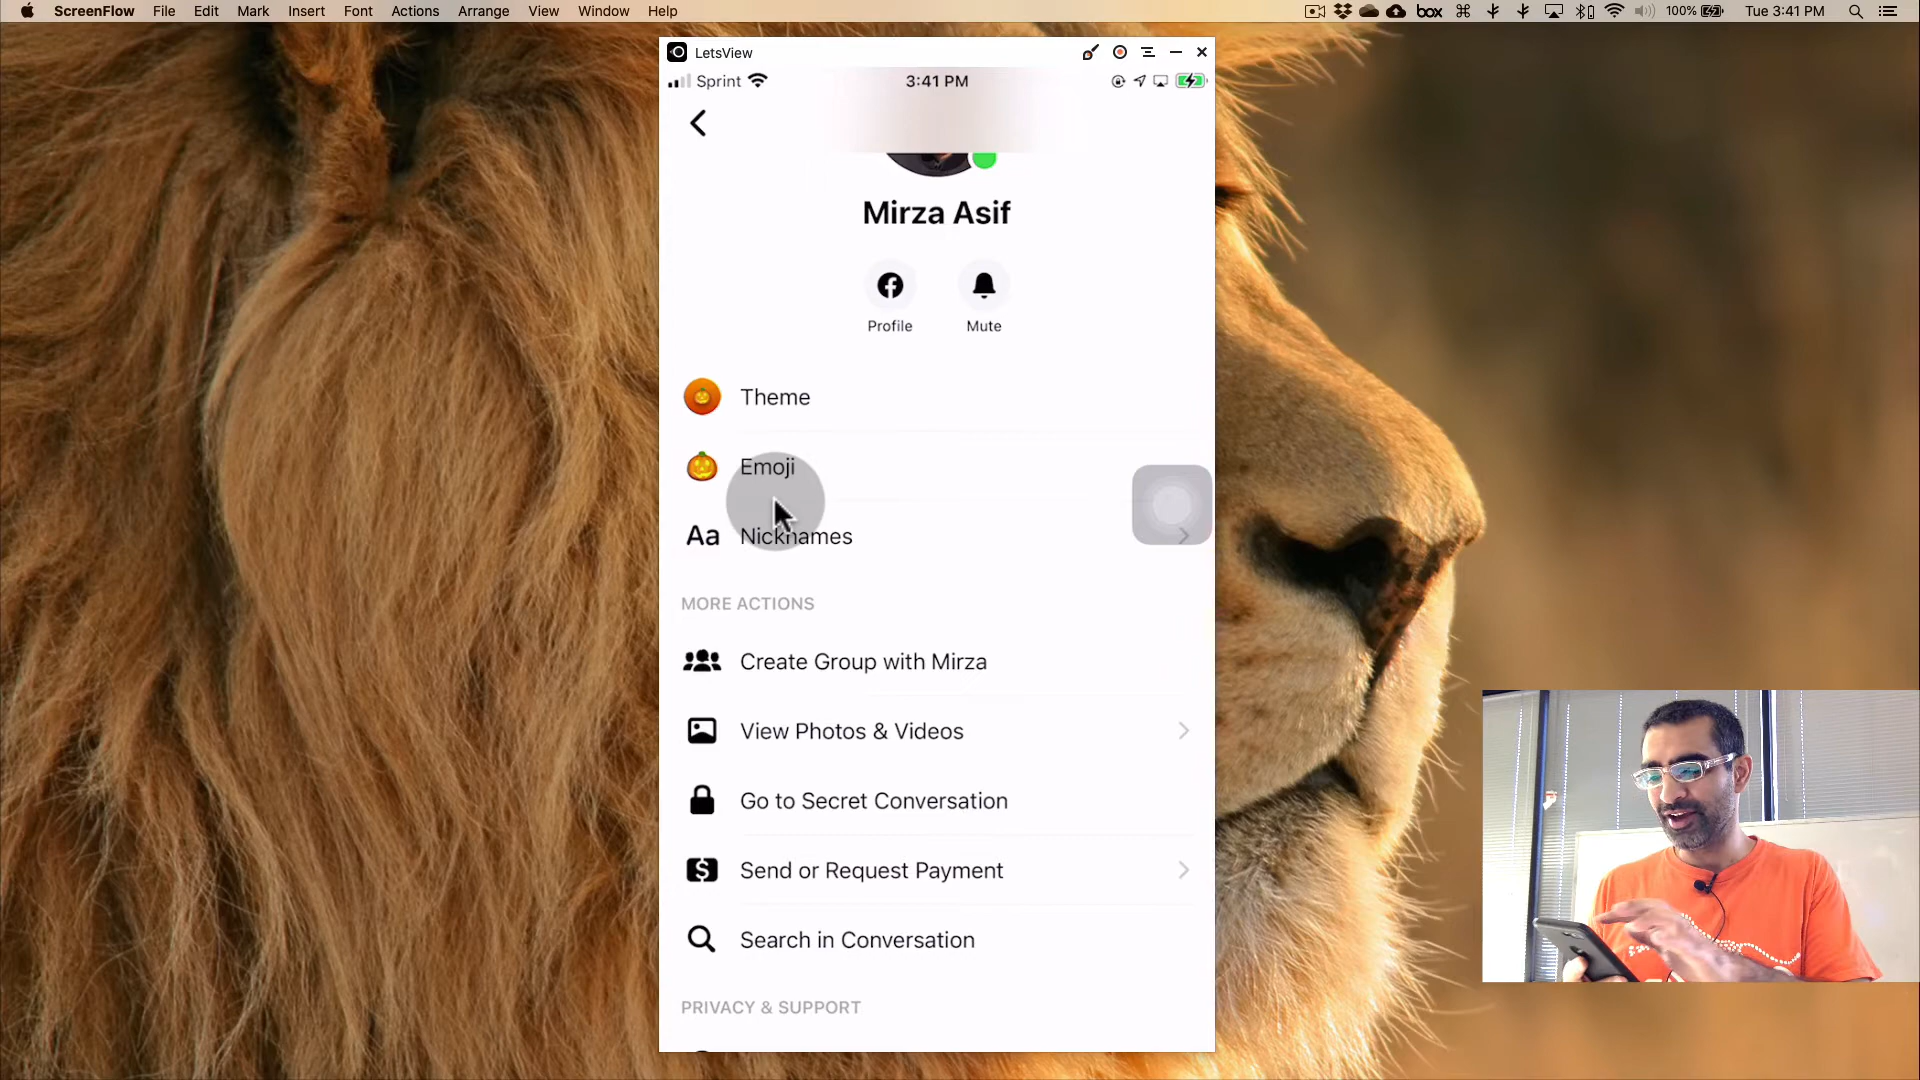 ScreenFlow File Edit Mark Insert Font Actions Arrange View Window Help box 100% Tue 3:41 PM
LetsView
Sprint 3:41 PM
Mirza Asif
Profile Mute
Theme
Emoji
Aa Nicknames
MORE ACTIONS
Create Group with Mirza
View Photos & Videos
Go to Secret Conversation
$ Send or Request Payment
Search in Conversation
PRIVACY & SUPPORT